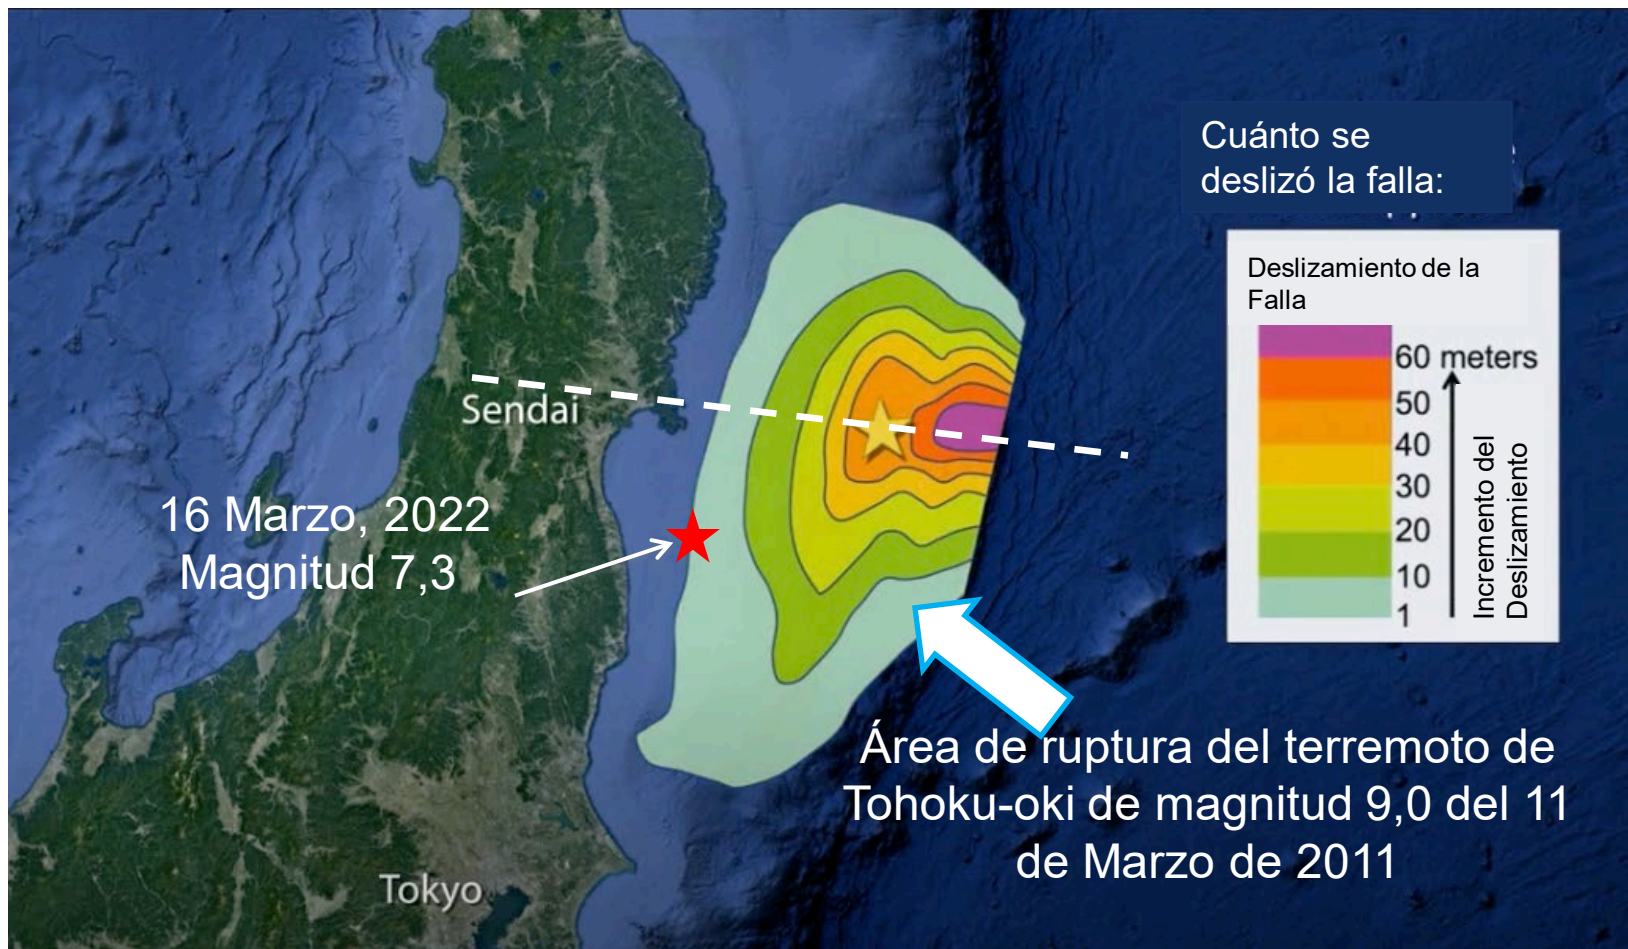 Cuánto se
deslizó la falla:
Deslizamiento de la
Falla
60 meters
50
40
30
20
10
1
Incremento del
Deslizamiento
Sendai
16 Marzo, 2022
Magnitud 7,3
Área de ruptura del terremoto de
Tohoku-oki de magnitud 9,0 del 11
de Marzo de 2011
Tokyo